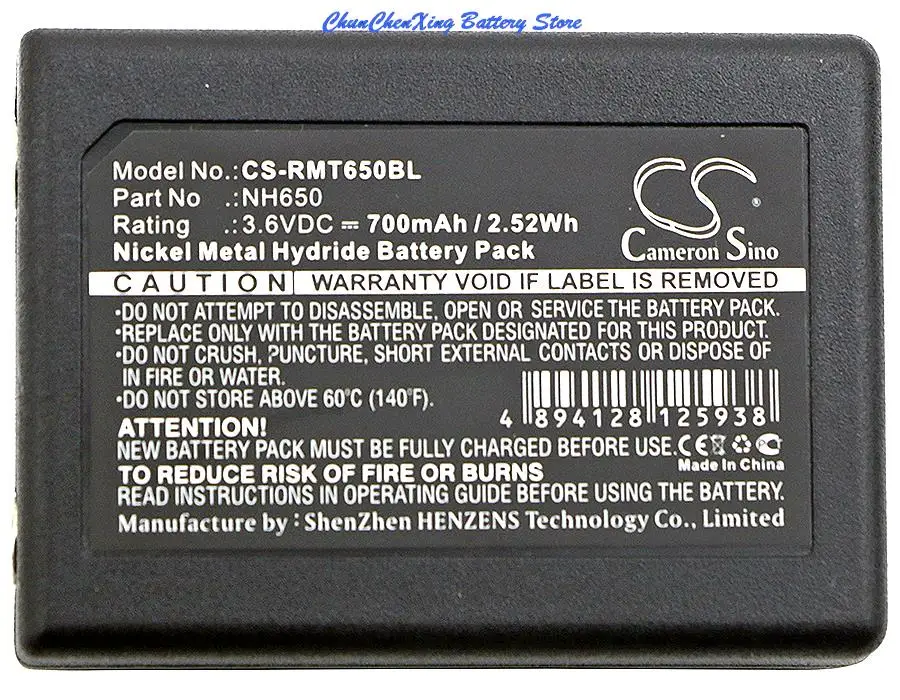 ChunChenXing Battery Store
Model No.:CS-RMT650BL
Part No .:NH650
Rating .:3.6VDC ⎓ 700mAh / 2.52Wh
Nickel Metal Hydride Battery Pack
CS
®
Cameron Sino
CAUTION WARRANTY VOID IF LABEL IS REMOVED
•DO NOT ATTEMPT TO DISASSEMBLE, OPEN OR SERVICE THE BATTERY PACK.
•REPLACE ONLY WITH THE BATTERY PACK DESIGNATED FOR THIS PRODUCT.
•DO NOT CRUSH, PUNCTURE, SHORT EXTERNAL CONTACTS OR DISPOSE OF
IN FIRE OR WATER.
•DO NOT STORE ABOVE 60°C (140°F).
4 894128 125938
ATTENTION!
NEW BATTERY PACK MUST BE FULLY CHARGED BEFORE USE. CE
Made In China
TO REDUCE RISK OF FIRE OR BURNS
READ INSTRUCTIONS IN OPERATING GUIDE BEFORE USING THE BATTERY.
Manufacture by : ShenZhen HENZENS Technology Co., Limited